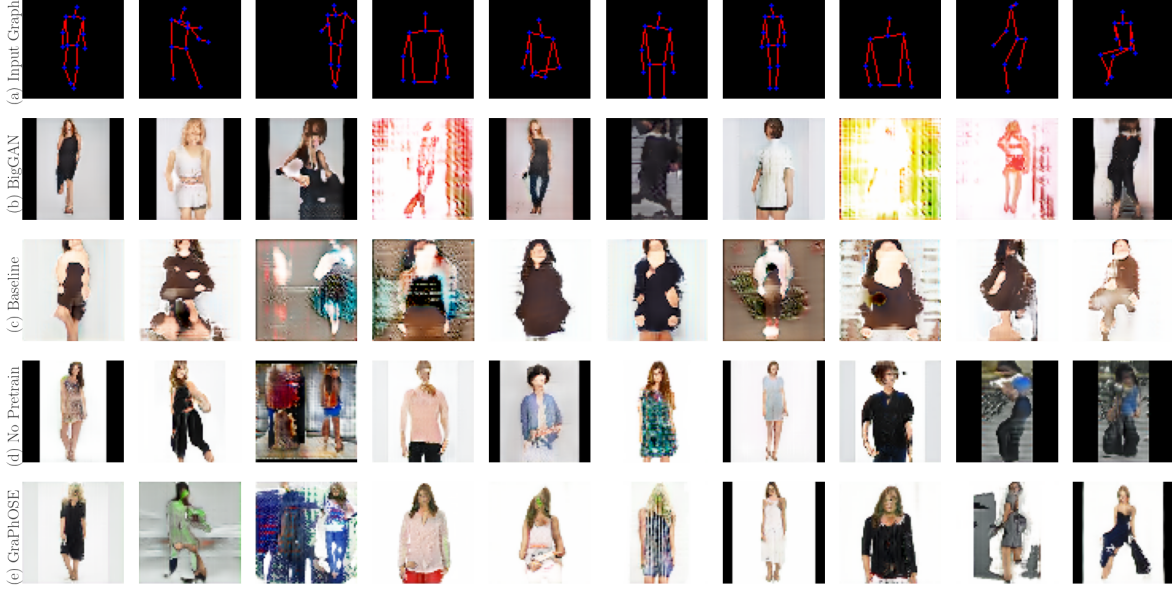 (a) Input Graph
(b) BigGAN
(c) Baseline
(d) No Pretrain
(e) GraPhOSE